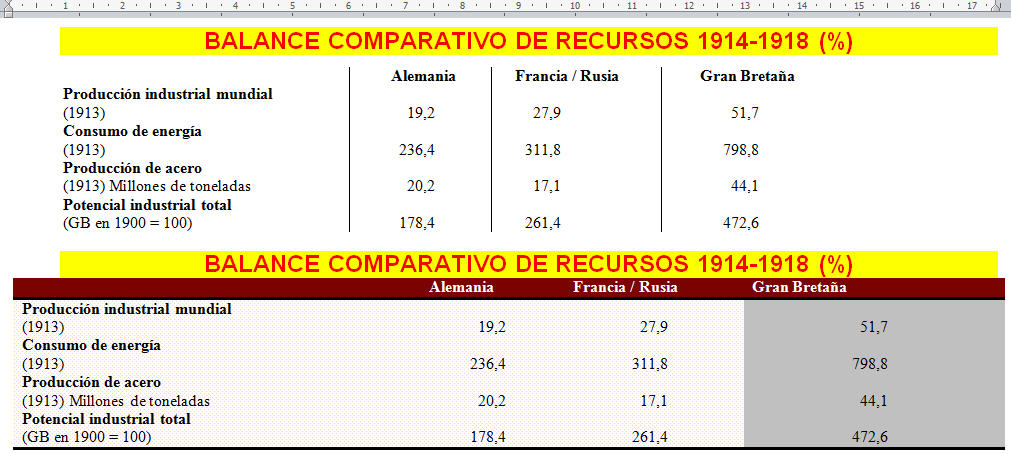 1 2 3 4 5 6 7 8 9 10 11 12 13 14 15 16 17
BALANCE COMPARATIVO DE RECURSOS 1914-1918 (%)
Alemania Francia / Rusia Gran Bretaña
Producción industrial mundial
(1913) 19,2 27,9 51,7
Consumo de energía
(1913) 236,4 311,8 798,8
Producción de acero
(1913) Millones de toneladas 20,2 17,1 44,1
Potencial industrial total
(GB en 1900 = 100) 178,4 261,4 472,6
BALANCE COMPARATIVO DE RECURSOS 1914-1918 (%)
Alemania Francia / Rusia Gran Bretaña
Producción industrial mundial
(1913) 19,2 27,9 51,7
Consumo de energía
(1913) 236,4 311,8 798,8
Producción de acero
(1913) Millones de toneladas 20,2 17,1 44,1
Potencial industrial total
(GB en 1900 = 100) 178,4 261,4 472,6